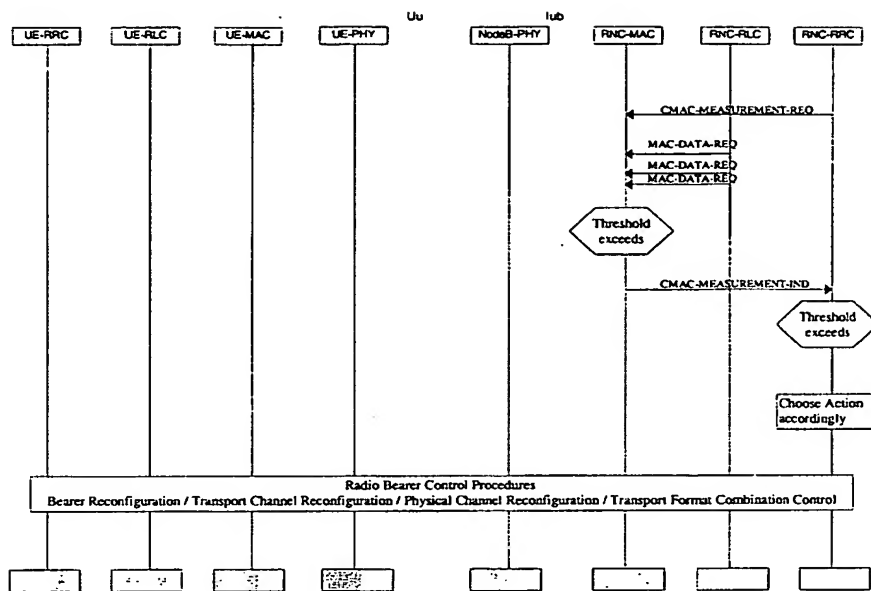 Uu Iub
UE-RRC UE-RLC UE-MAC UE-PHY NodeB-PHY RNC-MAC RNC-RLC RNC-RRC
CMAC-MEASUREMENT-REQ
MAC-DATA-REQ
MAC-DATA-REQ
MAC-DATA-REQ
Threshold
exceeds
CMAC-MEASUREMENT-IND
Threshold
exceeds
Choose Action
accordingly
Radio Bearer Control Procedures
Bearer Reconfiguration / Transport Channel Reconfiguration / Physical Channel Reconfiguration / Transport Format Combination Control